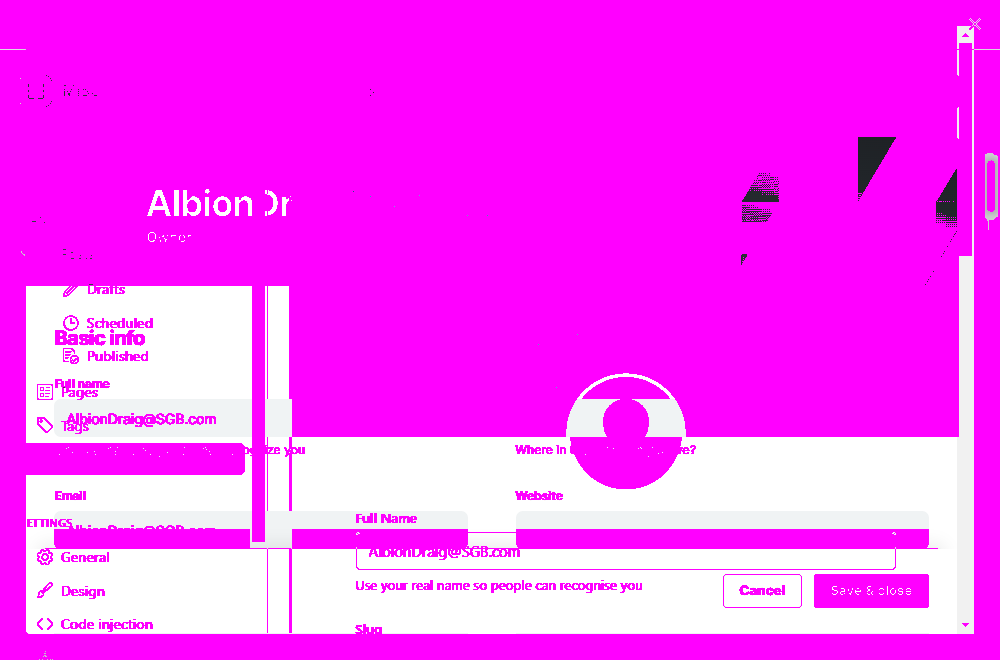 Albion Dr
Owner
Drafts
Scheduled
Basic info
Published
Full name
Pages
AlbionDraig@SGB.com
Tags
you
Where in
Email
Website
ETTINGS
Full Name
AlbionDraig@SGB.com
General
Use your real name so people can recognise you
Cancel
Save & close
Design
Code injection
Slug